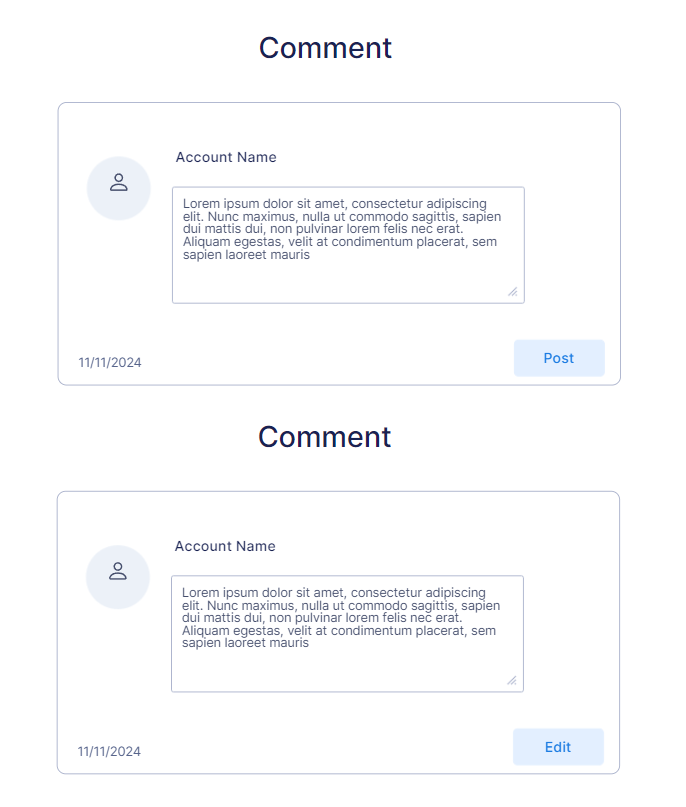 Comment
Account Name
Lorem ipsum dolor sit amet, consectetur adipiscing
elit. Nunc maximus, nulla ut commodo sagittis, sapien
dui mattis dui, non pulvinar lorem felis nec erat.
Aliquam egestas, velit at condimentum placerat, sem
sapien laoreet mauris
11/11/2024
Post
Comment
Account Name
Lorem ipsum dolor sit amet, consectetur adipiscing
elit. Nunc maximus, nulla ut commodo sagittis, sapien
dui mattis dui, non pulvinar lorem felis nec erat.
Aliquam egestas, velit at condimentum placerat, sem
sapien laoreet mauris
11/11/2024
Edit